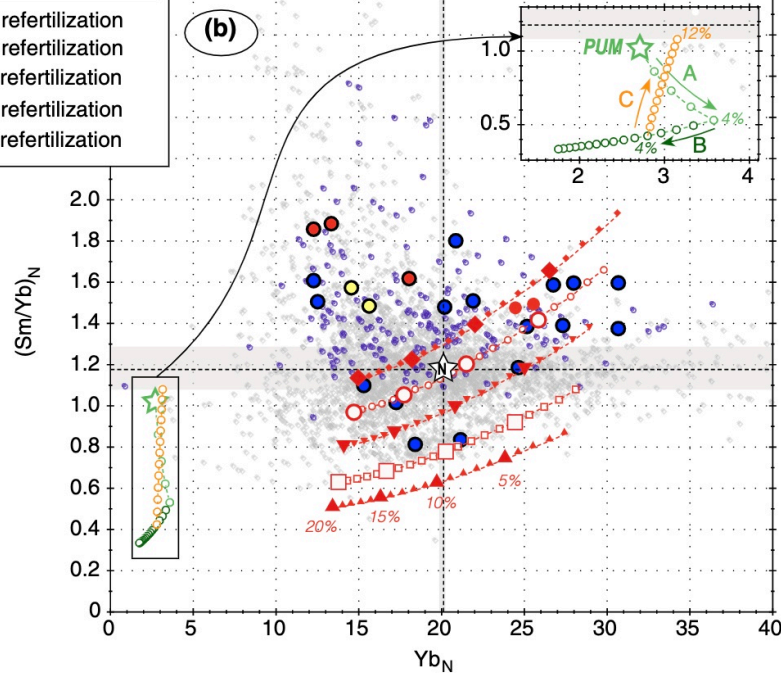 refertilization
refertilization
refertilization
refertilization
refertilization
(b)
PUM
12%
A
C
4%
B
4%
1.0
0.5
2
3
4
(Sm/Yb)N
2.0
1.8
1.6
1.4
1.2
1.0
0.8
0.6
0.4
0.2
0
N
20%
15%
10%
5%
0
5
10
15
20
25
30
35
40
YbN